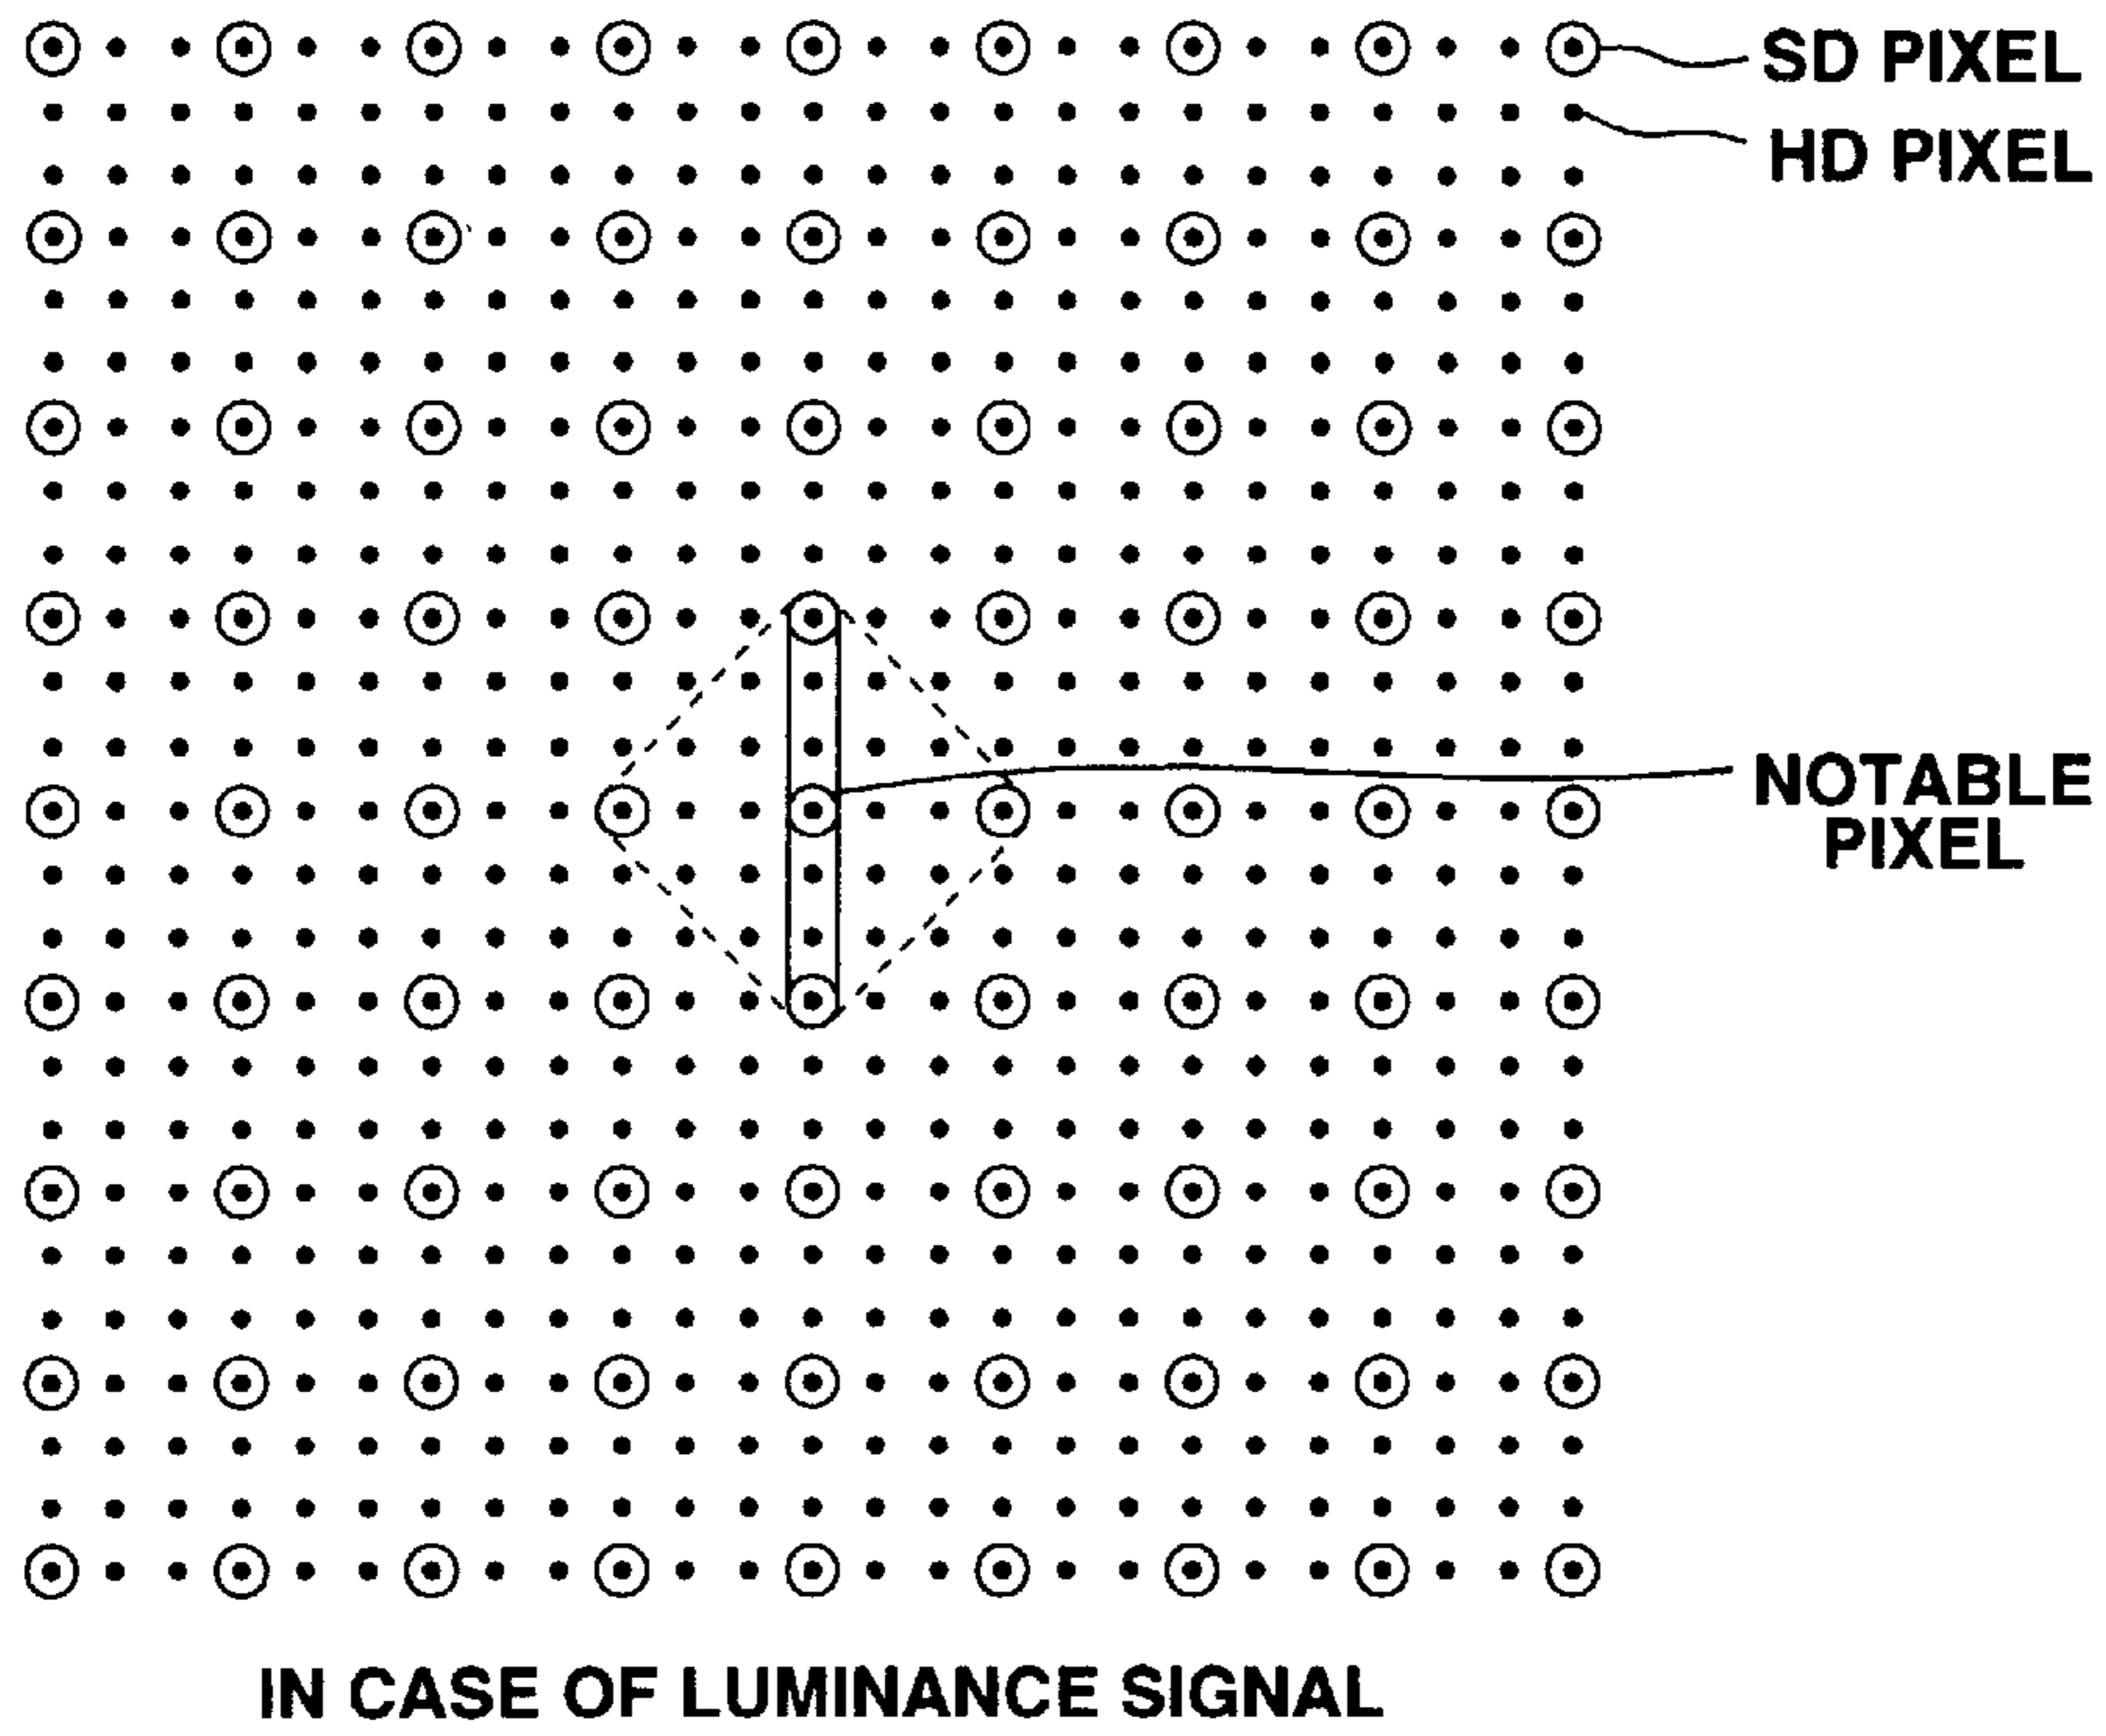 SD PIXEL
HD PIXEL
NOTABLE
PIXEL
IN CASE OF LUMINANCE SIGNAL